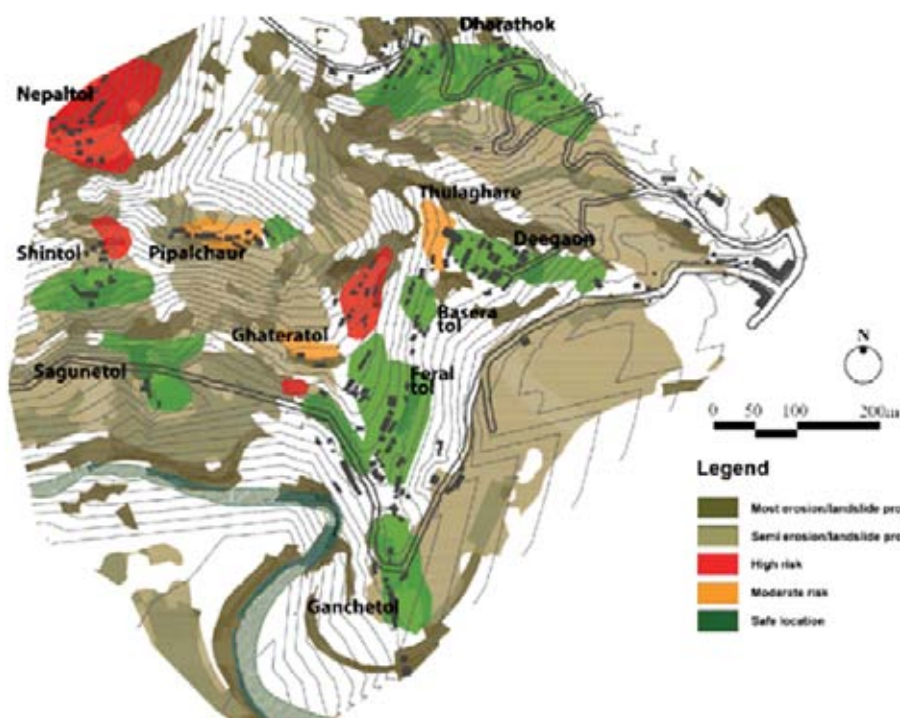 Dharathok
Nepaltol
Thulaghare
Shintol
Pipalchaur
Deegaon
Basera
tol
Ghateratol
Sagunetol
Feral
tol
N
0 50 100 200m
Ganchetol
Legend
Most erosion/landslide pro
Semi erosion/landslide pro
High risk
Moderate risk
Safe location